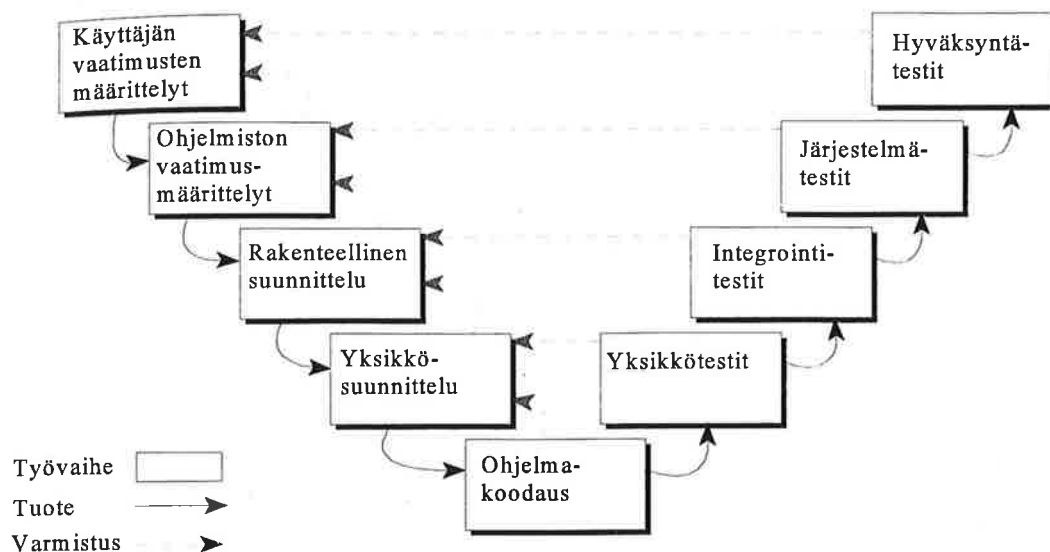 Käyttäjän
vaatimusten
määrittelyt
Hyväksyntä-
testit
Ohjelmiston
vaatimus-
määrittelyt
Järjestelmä-
testit
Rakenteellinen
suunnittelu
Integrointi-
testit
Yksikkö-
suunnittelu
Yksikkötestit
Ohjelma-
koodaus
Työvaihe
Tuote
Varmistus